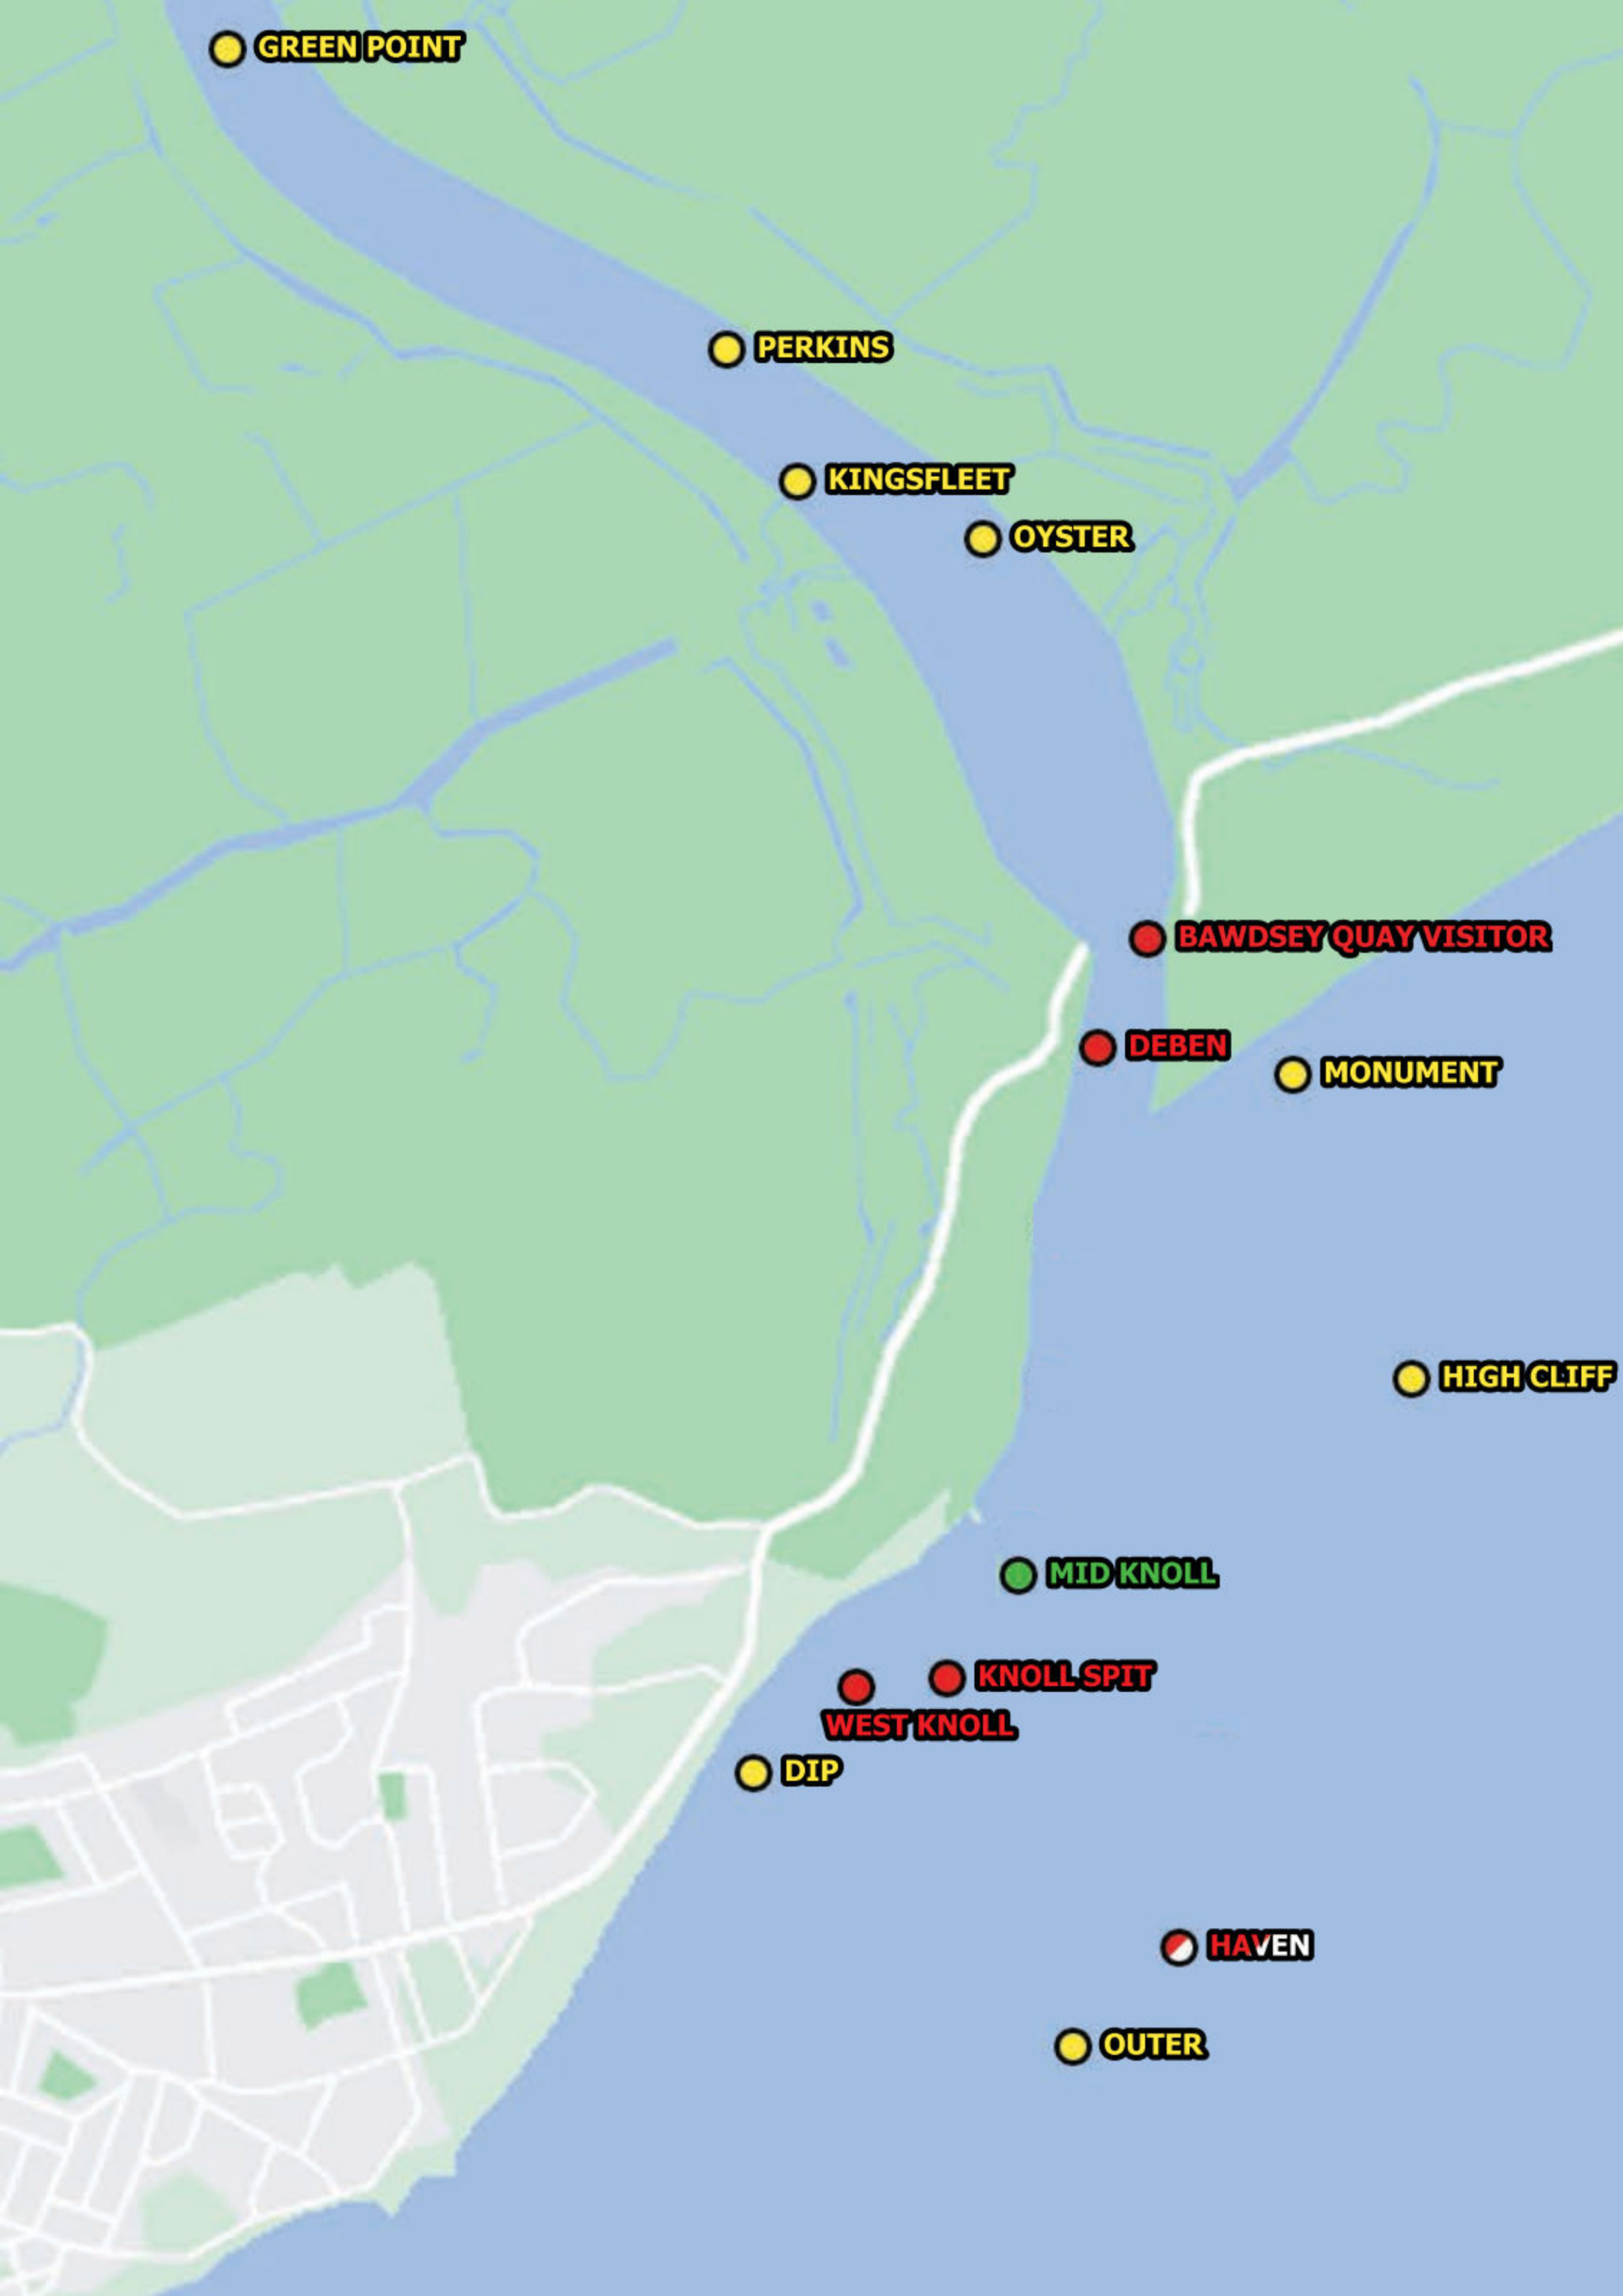 GREEN POINT
PERKINS
KINGSFLEET
OYSTER
BAWDSEY QUAY VISITOR
DEBEN
MONUMENT
HIGH CLIFF
MID KNOLL
KNOLL SPIT
WEST KNOLL
DIP
HAVEN
OUTER